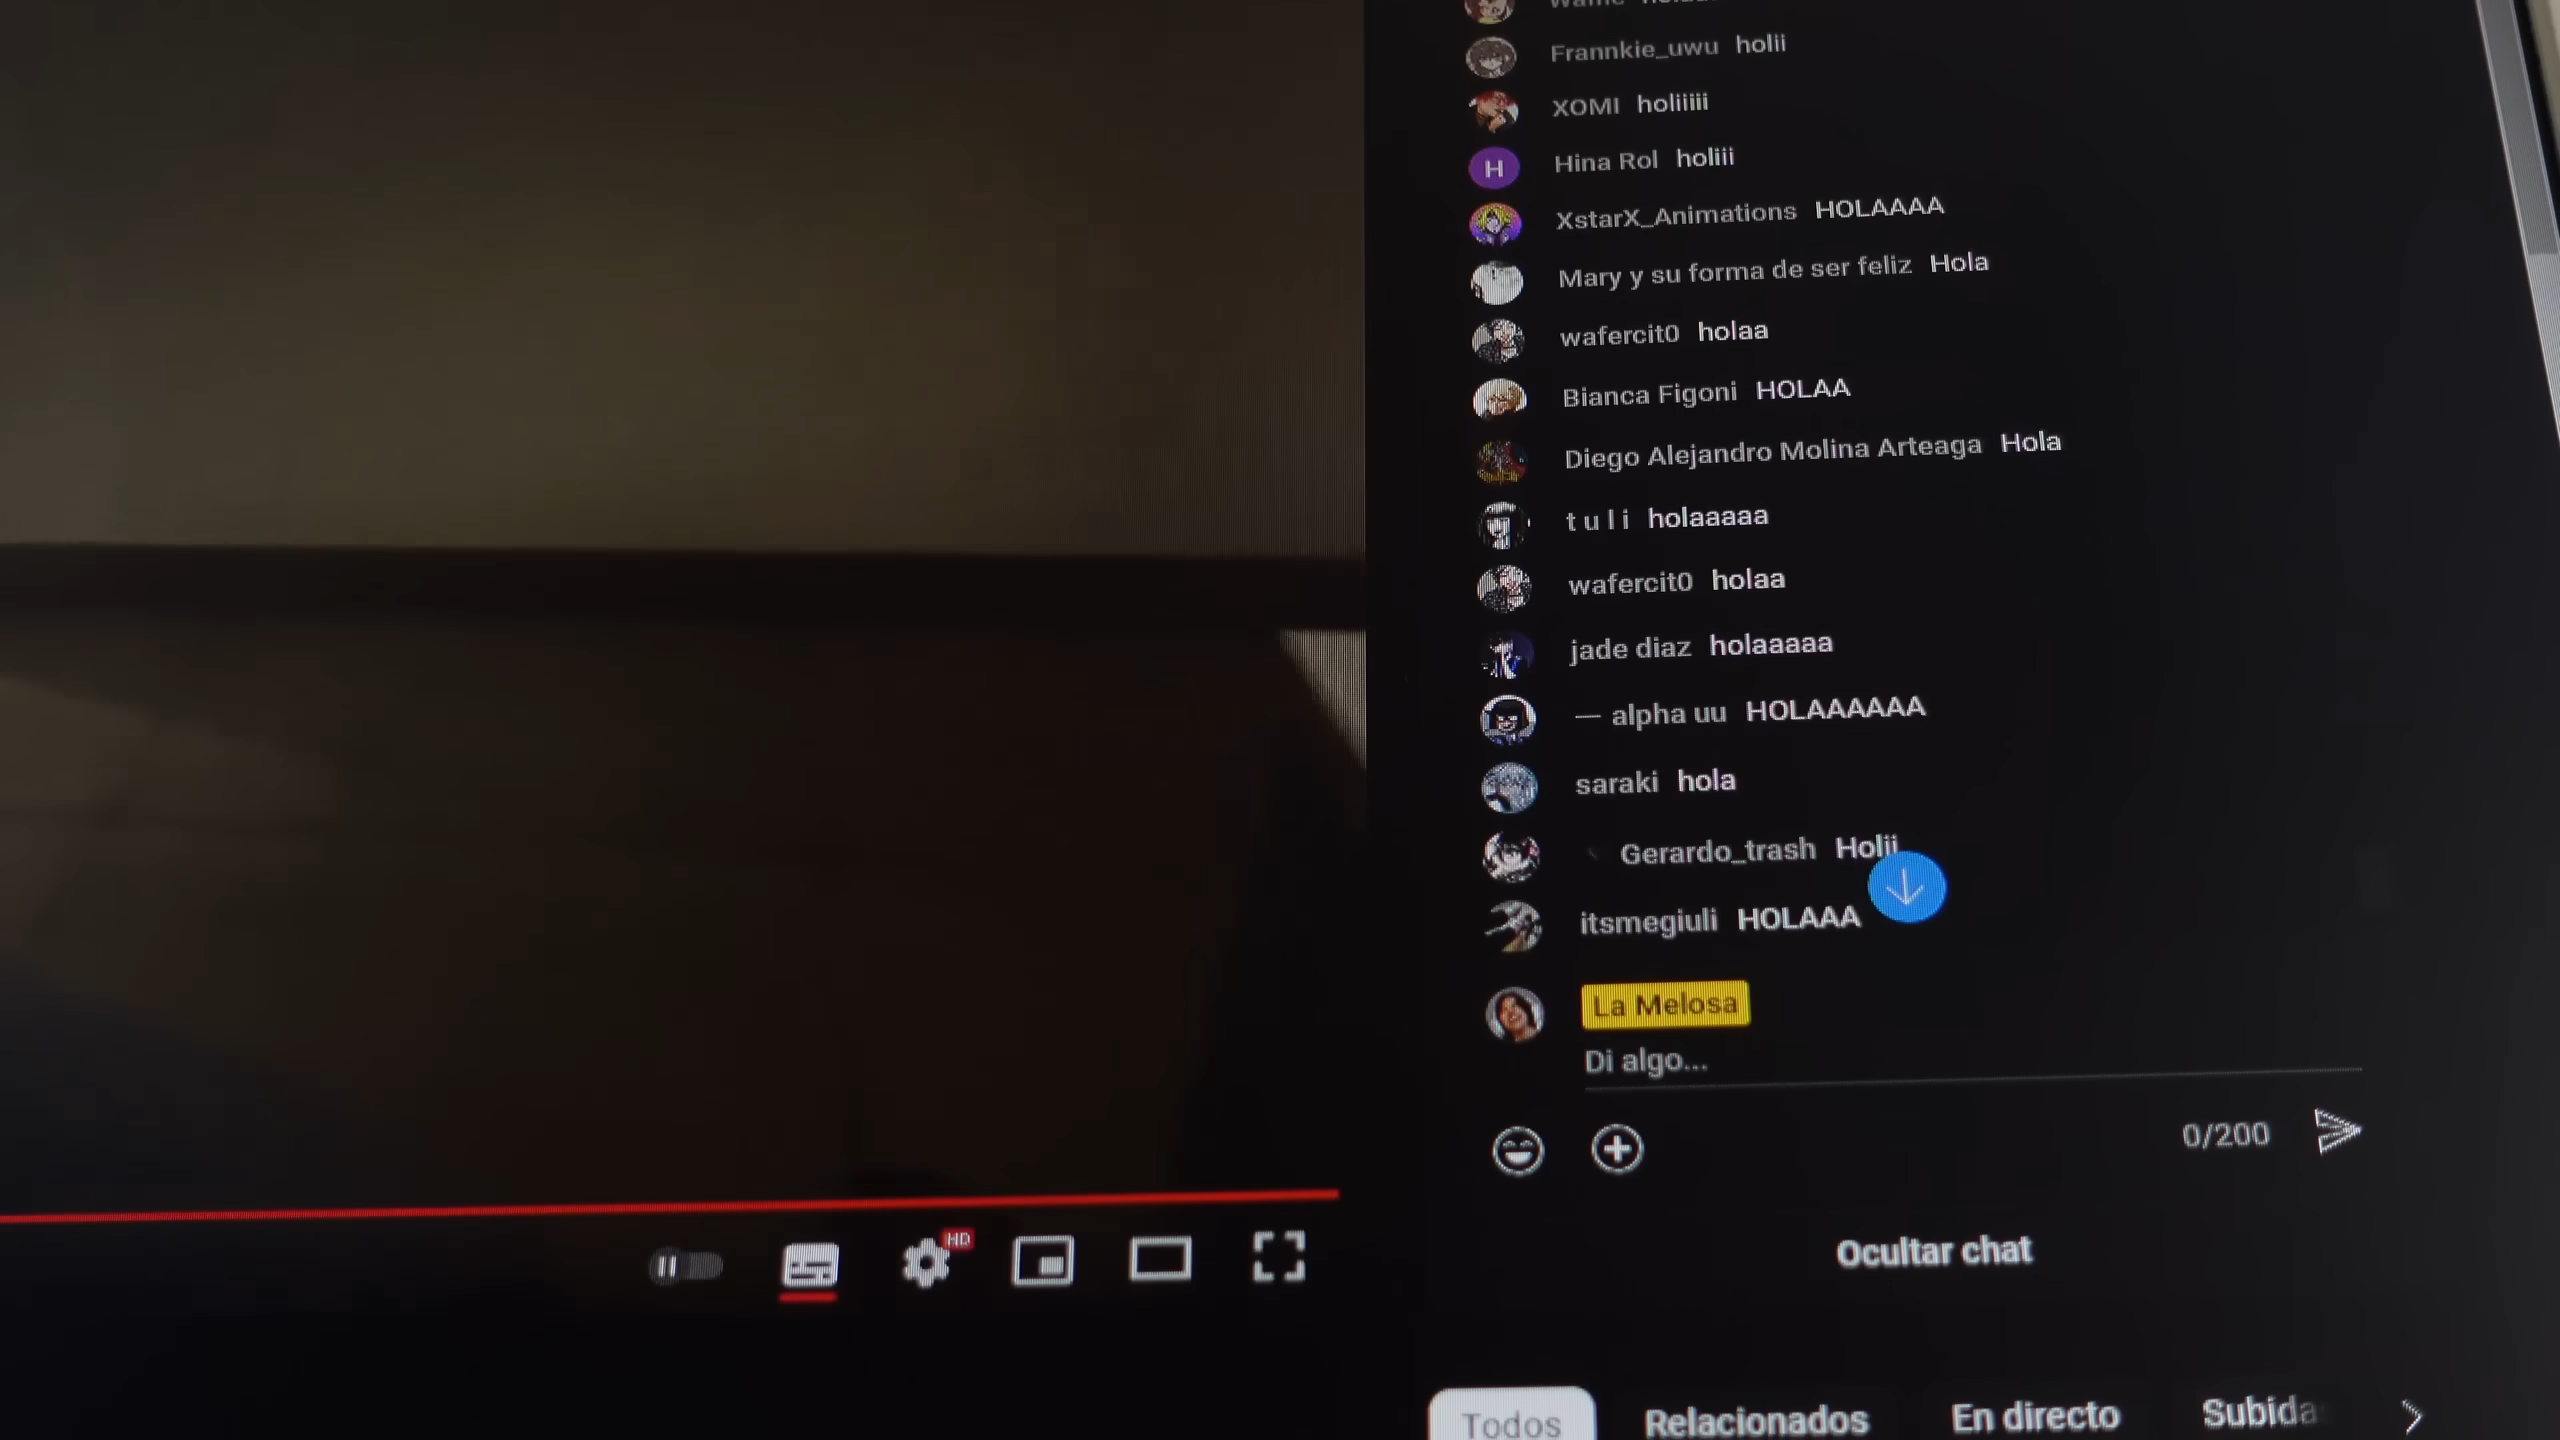 Frannkie_uwu holii
XOMI holiiiii
H Hina Rol holiii
XstarX_Animations HOLAAAA
Mary y su forma de ser feliz Hola
wafercit0 holaa
Bianca Figoni HOLAA
Diego Alejandro Molina Arteaga Hola
t u l i holaaaaa
wafercit0 holaa
jade diaz holaaaaa
— alpha uu HOLAAAAAA
saraki hola
Gerardo_trash Holii
itsmegiuli HOLAAA
La Melosa
Di algo...
0/200
HD
Ocultar chat
Todos Relacionados En directo Subida